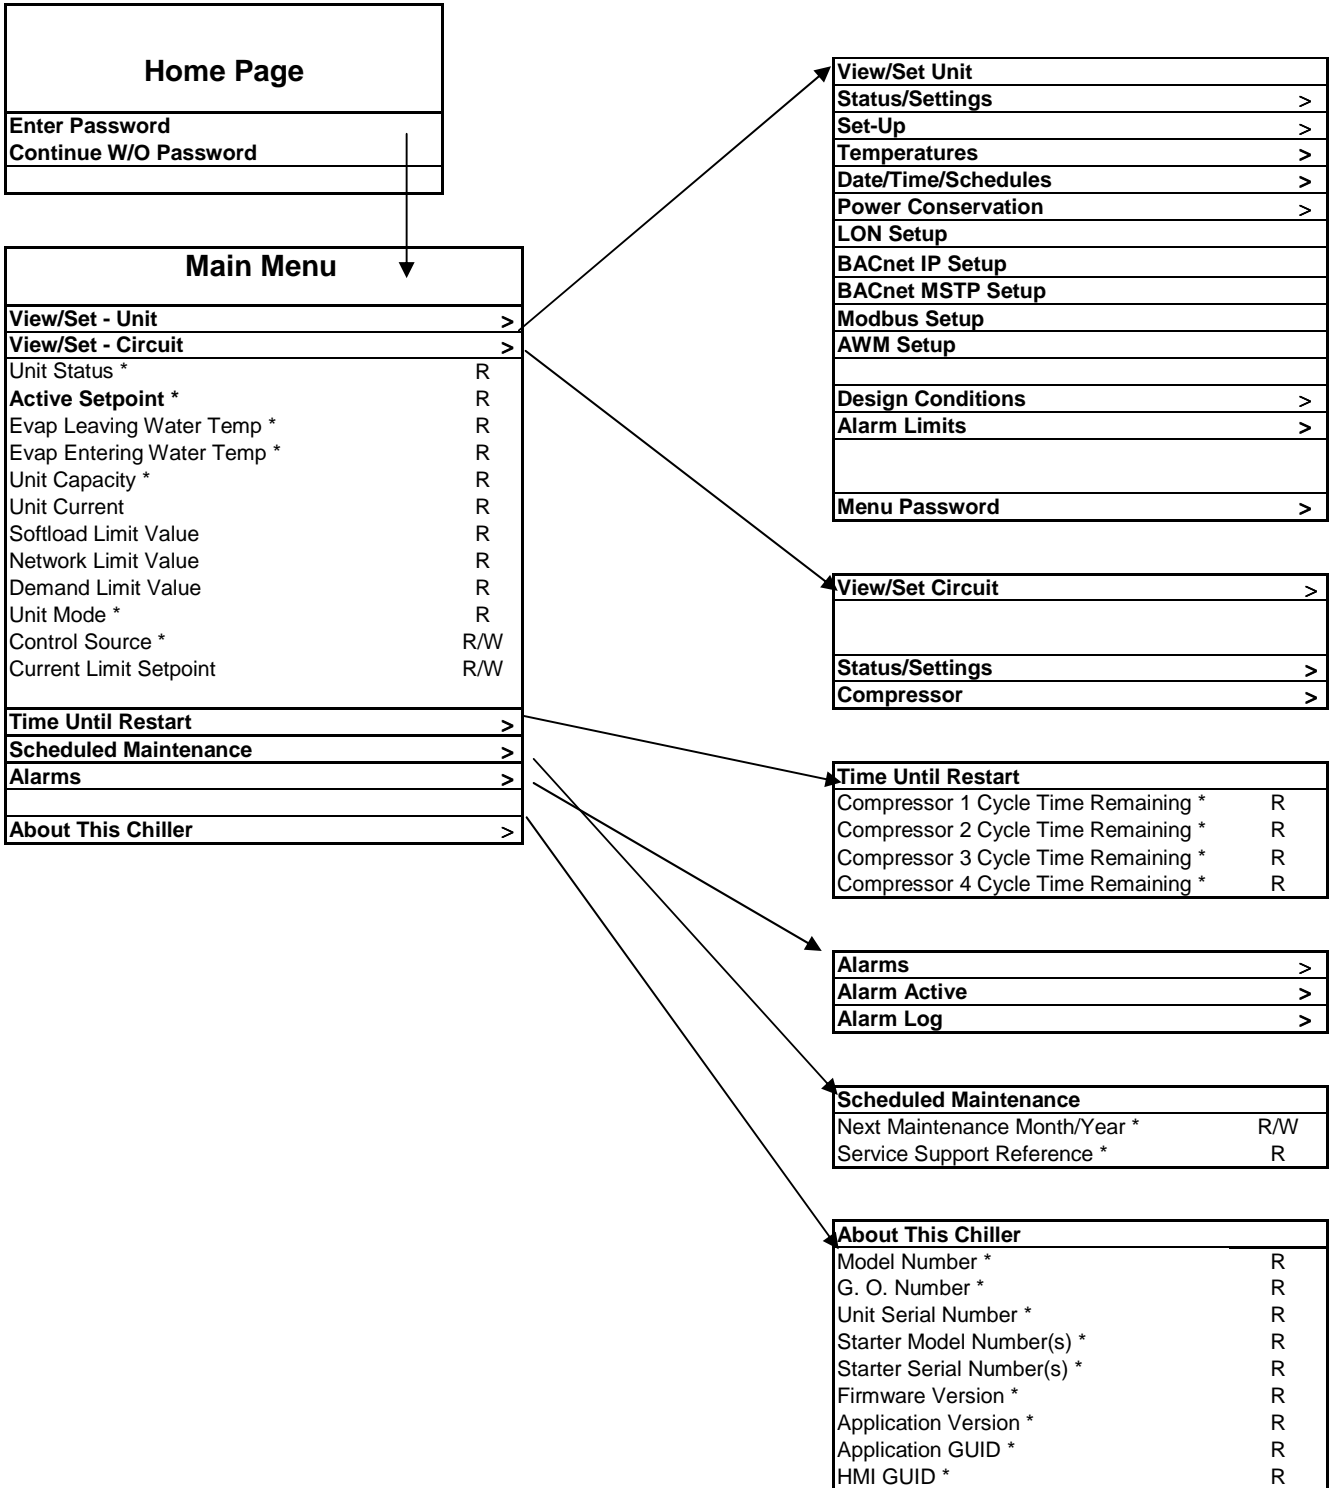 Home Page
Enter Password
Continue W/O Password
Main Menu
View/Set - Unit >
View/Set - Circuit >
Unit Status * R
Active Setpoint * R
Evap Leaving Water Temp * R
Evap Entering Water Temp * R
Unit Capacity * R
Unit Current R
Softload Limit Value R
Network Limit Value R
Demand Limit Value R
Unit Mode * R
Control Source * R/W
Current Limit Setpoint R/W
Time Until Restart >
Scheduled Maintenance >
Alarms >
About This Chiller >
View/Set Unit
Status/Settings >
Set-Up >
Temperatures >
Date/Time/Schedules >
Power Conservation >
LON Setup
BACnet IP Setup
BACnet MSTP Setup
Modbus Setup
AWM Setup
Design Conditions >
Alarm Limits >
Menu Password >
View/Set Circuit >
Status/Settings >
Compressor >
Time Until Restart
Compressor 1 Cycle Time Remaining * R
Compressor 2 Cycle Time Remaining * R
Compressor 3 Cycle Time Remaining * R
Compressor 4 Cycle Time Remaining * R
Alarms >
Alarm Active >
Alarm Log >
Scheduled Maintenance
Next Maintenance Month/Year * R/W
Service Support Reference * R
About This Chiller
Model Number * R
G. O. Number * R
Unit Serial Number * R
Starter Model Number(s) * R
Starter Serial Number(s) * R
Firmware Version * R
Application Version * R
Application GUID * R
HMI GUID * R